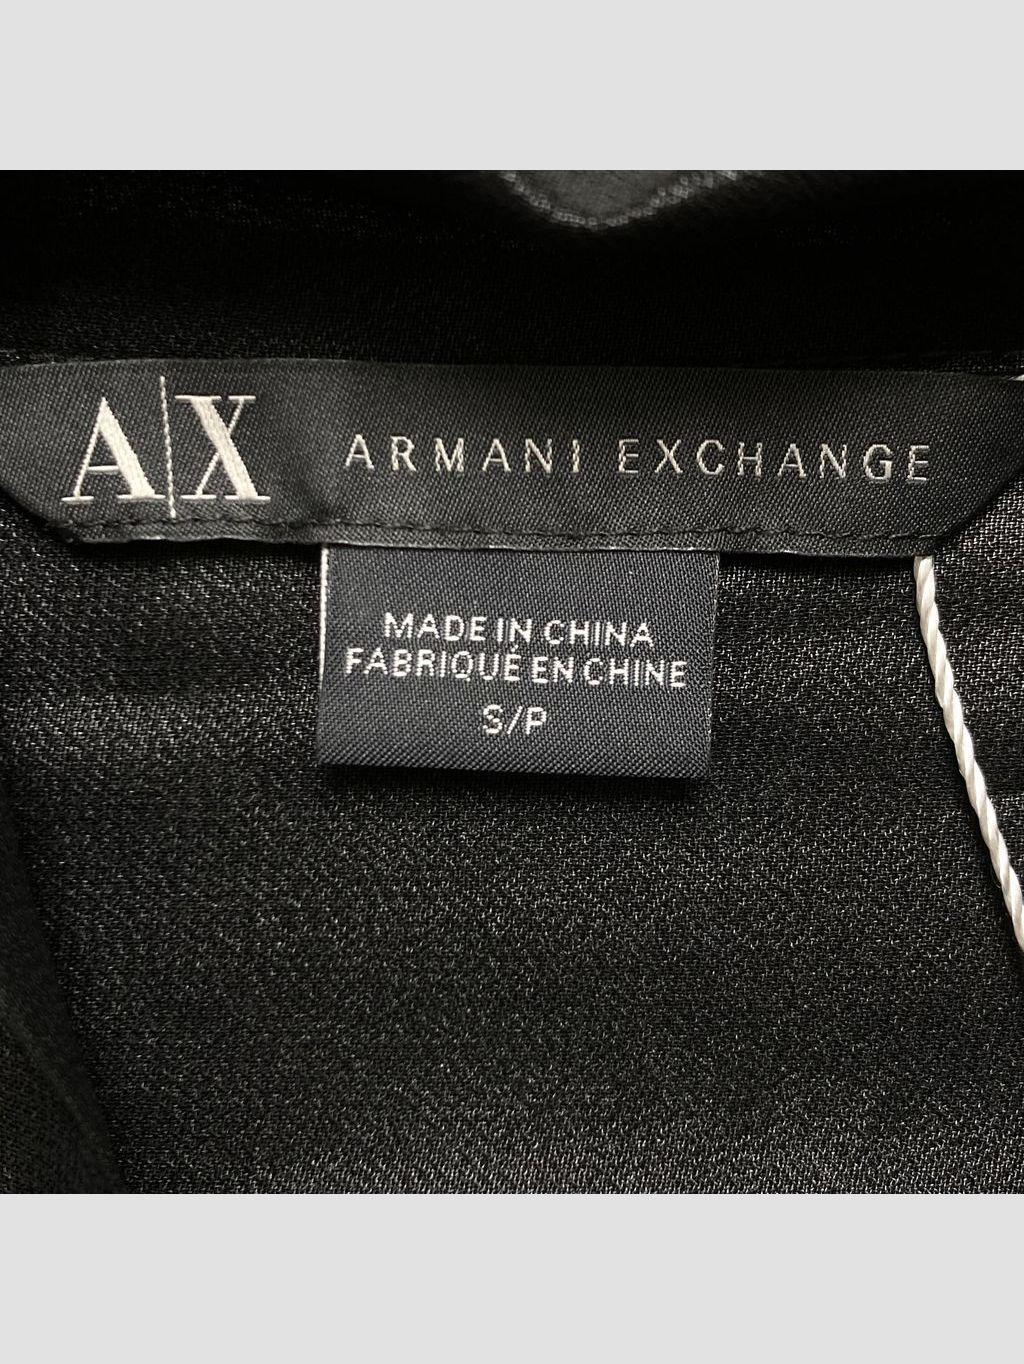 A|X ARMANI EXCHANGE
MADE IN CHINA
FABRIQUÉ EN CHINE
S/P